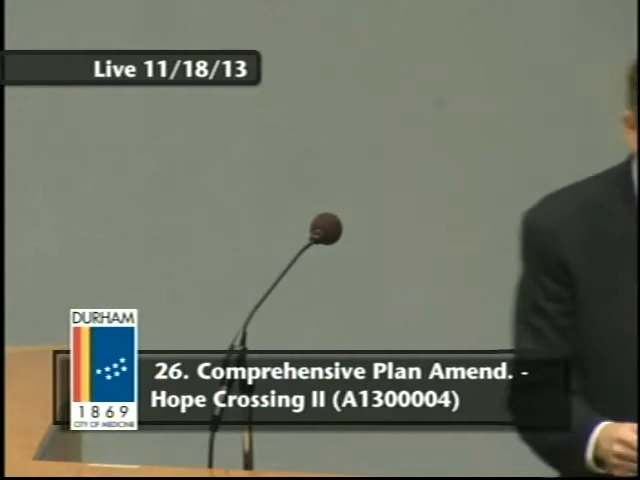 Live 11/18/13
DURHAM
1869
CITY OF MEDICINE
26. Comprehensive Plan Amend. -
Hope Crossing II (A1300004)